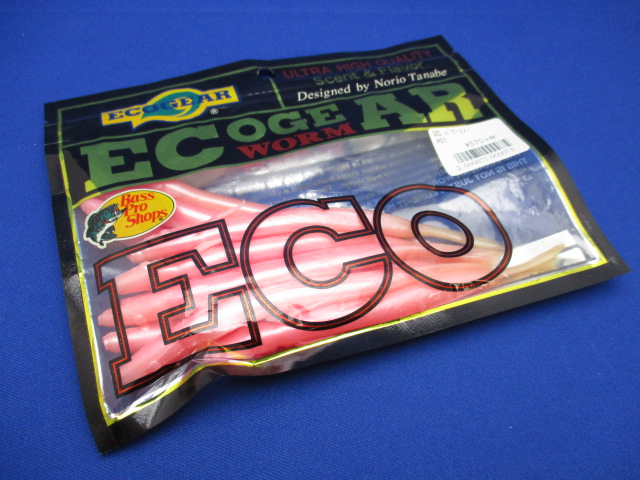 ECOGEAR
®
ULTRA HIGH QUALITY
Scent & Flavor
Designed by Norio Tanabe
ECOGEAR
WORM
Bass
Pro
Shops
ECO